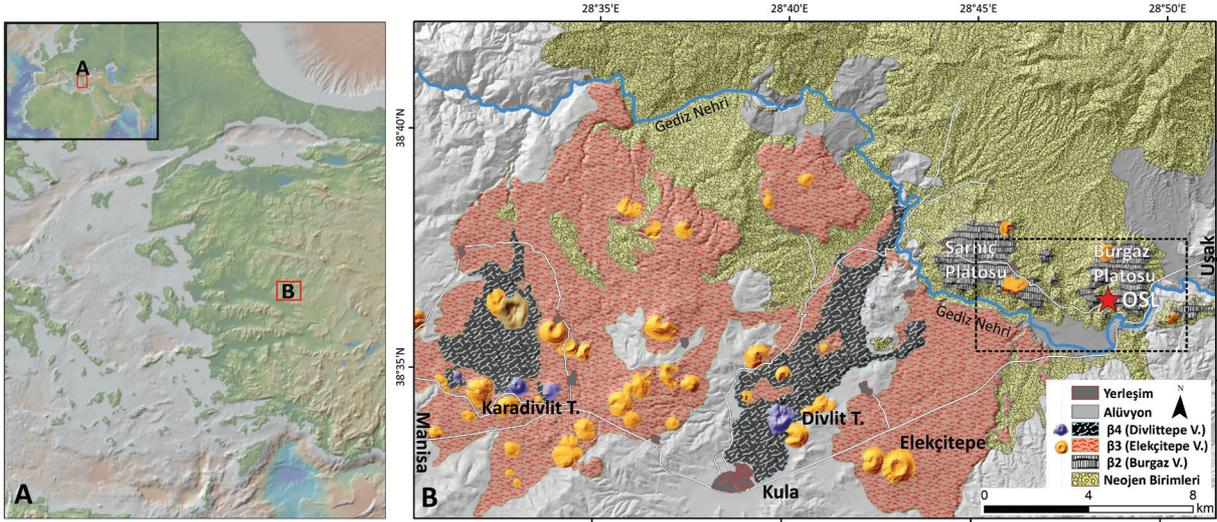 A
B
A
28°35'E
28°40'E
28°45'E
28°50'E
38°40'N
38°35'N
Gediz Nehri
Sarnıç
Platosu
Burgaz
Platosu
OSL
Uşak
Gediz Nehri
Karadivlit T.
Divlit T.
Elekçitepe
Manisa
Kula
B
N
Yerleşim
Alüvyon
β4 (Divlittepe V.)
β3 (Elekçitepe V.)
β2 (Burgaz V.)
Neojen Birimleri
0
4
8
km